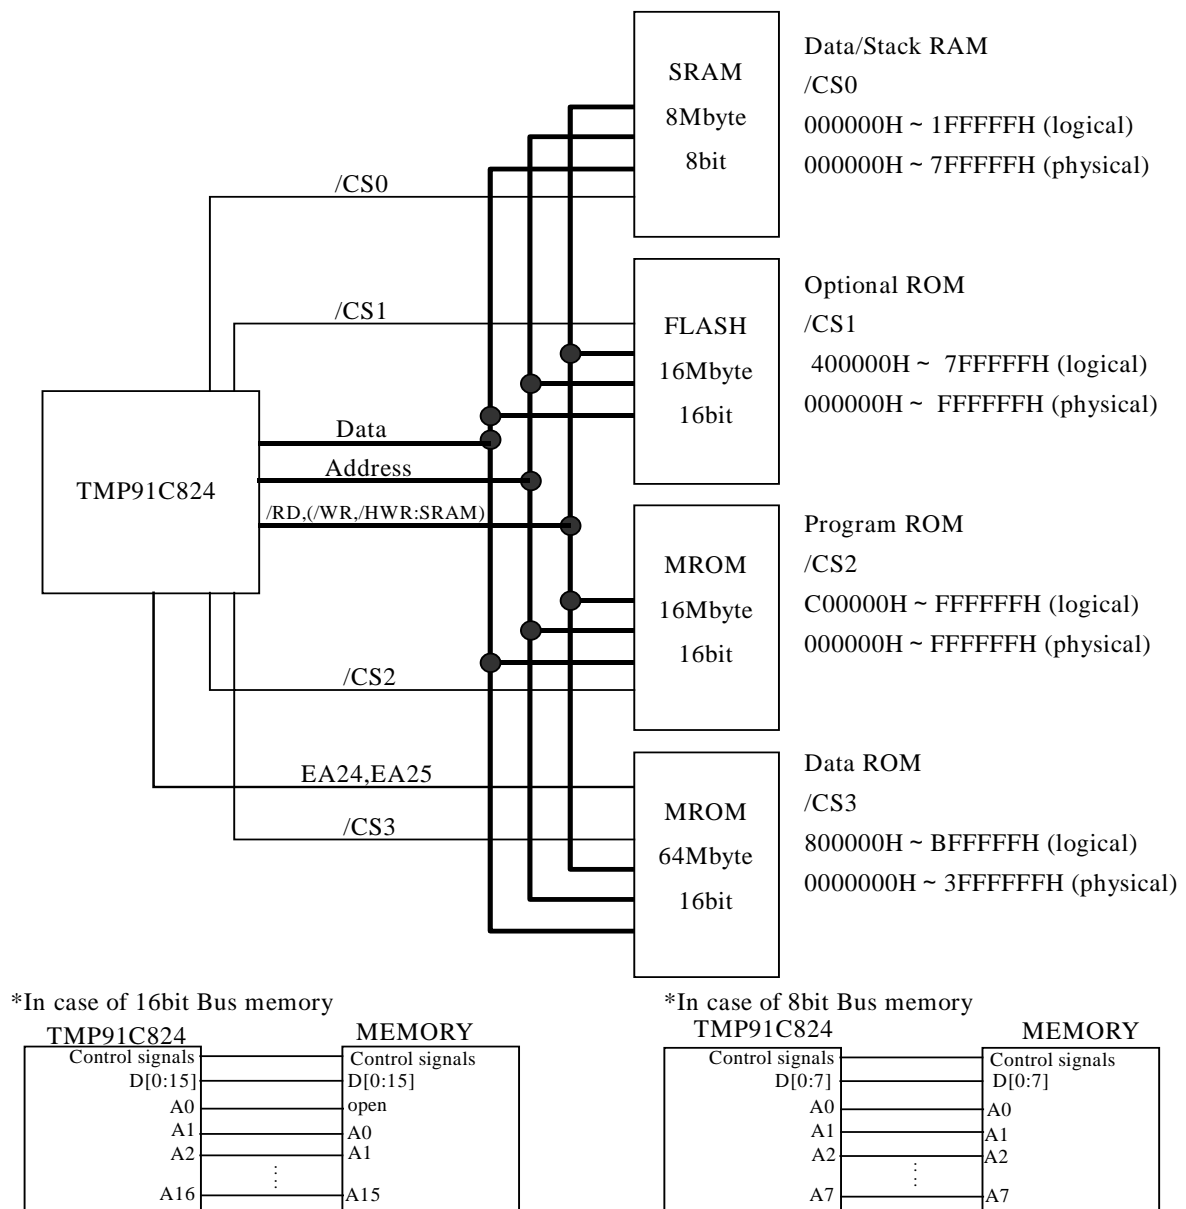 SRAM
8Mbyte
8bit
Data/Stack RAM
/CS0
000000H ~ 1FFFFFH (logical)
000000H ~ 7FFFFFH (physical)
/CS0
FLASH
16Mbyte
16bit
Optional ROM
/CS1
400000H ~ 7FFFFFH (logical)
000000H ~ FFFFFFH (physical)
/CS1
TMP91C824
Data
Address
/RD,(/WR,/HWR:SRAM)
MROM
16Mbyte
16bit
Program ROM
/CS2
C00000H ~ FFFFFFH (logical)
000000H ~ FFFFFFH (physical)
/CS2
EA24,EA25
/CS3
MROM
64Mbyte
16bit
Data ROM
/CS3
800000H ~ BFFFFFH (logical)
0000000H ~ 3FFFFFFH (physical)
*In case of 16bit Bus memory
TMP91C824 MEMORY
Control signals Control signals
D[0:15] D[0:15]
A0 open
A1 A0
A2 A1
A16 A15
*In case of 8bit Bus memory
TMP91C824 MEMORY
Control signals Control signals
D[0:7] D[0:7]
A0 A0
A1 A1
A2 A2
A7 A7